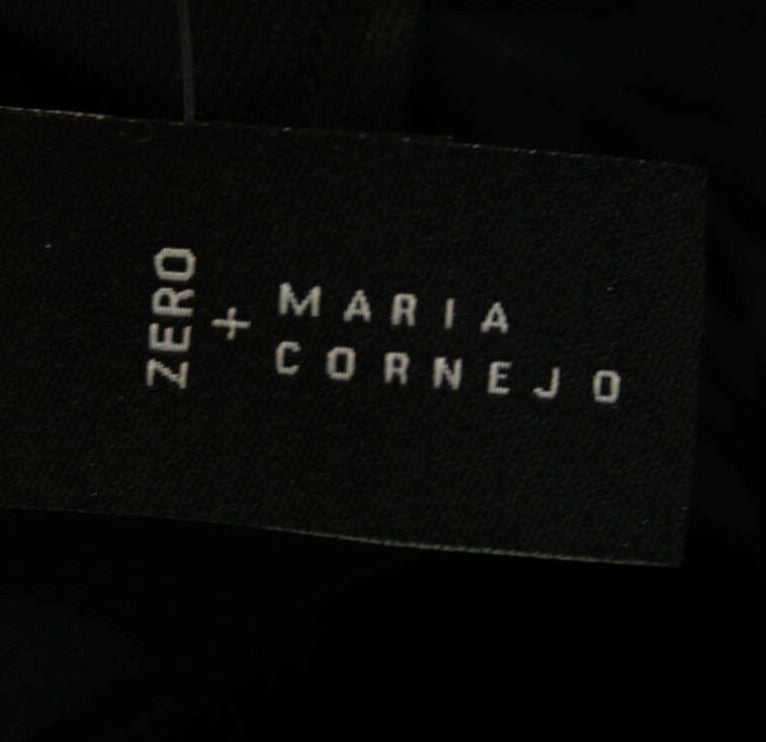 ZERO
+
MARIA
CORNEJO